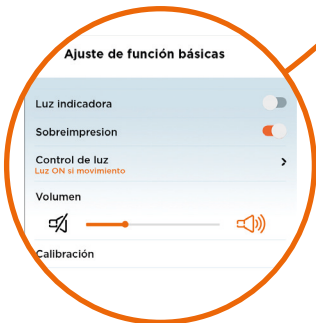 Ajuste de función básicas
Luz indicadora
Sobreimpresion
Control de luz
Luz ON si movimiento
Volumen
Calibración